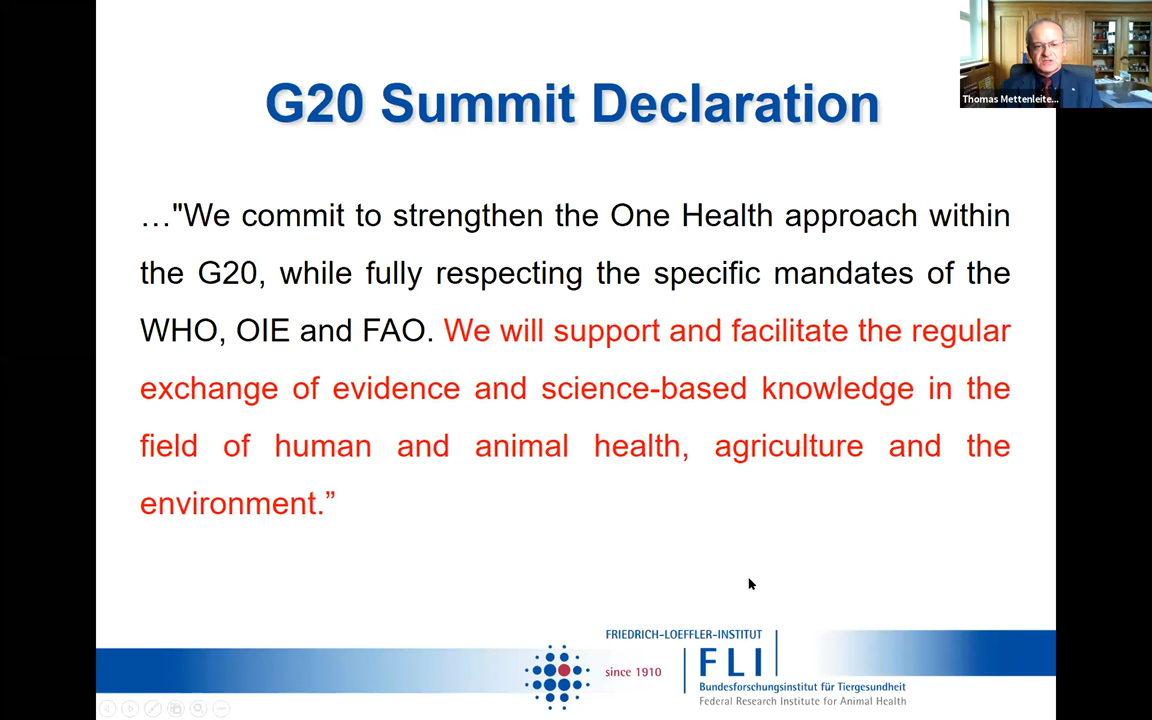 Thomas Mettenleite...
G20 Summit Declaration
…"We commit to strengthen the One Health approach within
the G20, while fully respecting the specific mandates of the
WHO, OIE and FAO. We will support and facilitate the regular
exchange of evidence and science-based knowledge in the
field of human and animal health, agriculture and the
environment.”
FRIEDRICH-LOEFFLER-INSTITUT
since 1910
FLI
Bundesforschungsinstitut für Tiergesundheit
Federal Research Institute for Animal Health